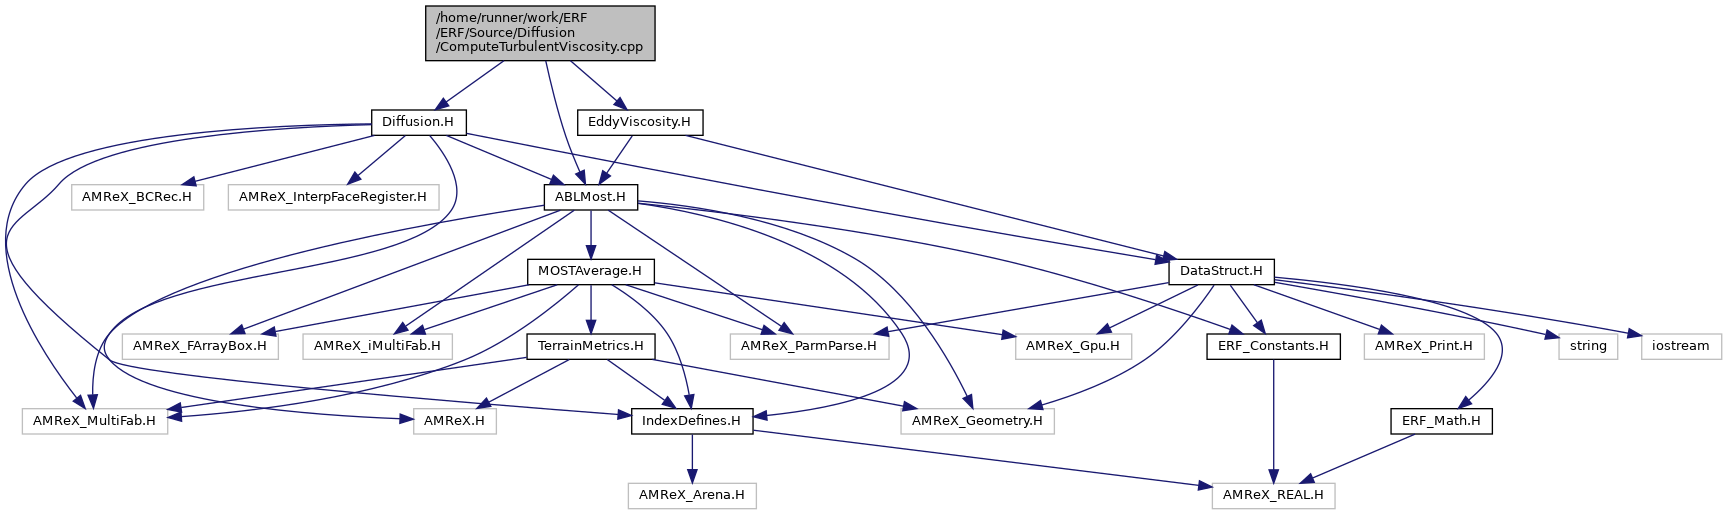 /home/runner/work/ERF
/ERF/Source/Diffusion
/ComputeTurbulentViscosity.cpp
Diffusion.H
EddyViscosity.H
AMReX_BCRec.H
AMReX_InterpFaceRegister.H
ABLMost.H
MOSTAverage.H
DataStruct.H
AMReX_FArrayBox.H
AMReX_iMultiFab.H
TerrainMetrics.H
AMReX_ParmParse.H
AMReX_Gpu.H
ERF_Constants.H
AMReX_Print.H
string
iostream
AMReX_MultiFab.H
AMReX.H
IndexDefines.H
AMReX_Geometry.H
ERF_Math.H
AMReX_Arena.H
AMReX_REAL.H